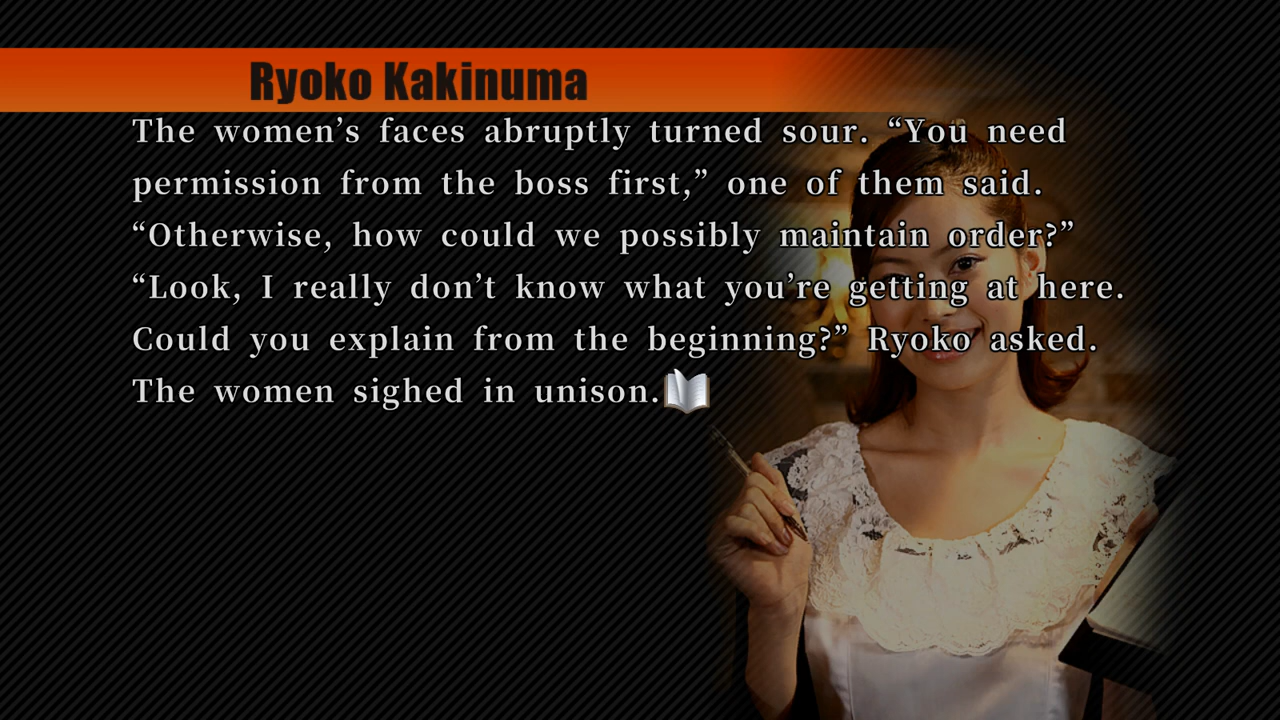 Ryoko Kakinuma
The women’s faces abruptly turned sour. “You need
permission from the boss first,” one of them said.
“Otherwise, how could we possibly maintain order?”
“Look, I really don’t know what you’re getting at here.
Could you explain from the beginning?” Ryoko asked.
The women sighed in unison.